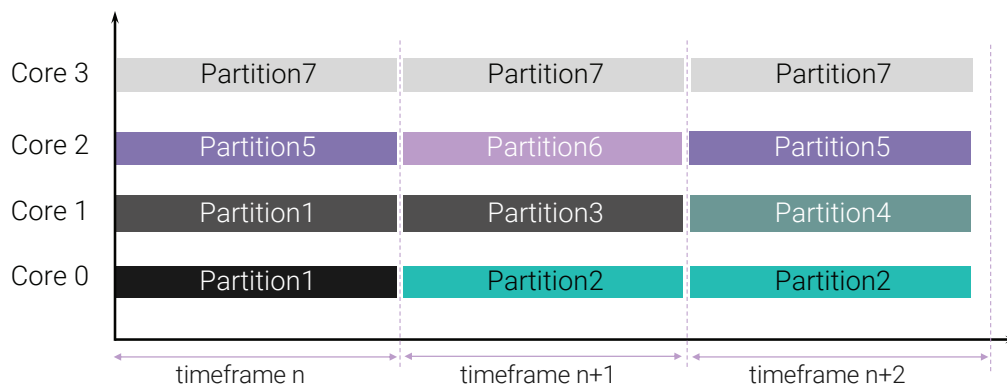 Core 3 Partition7 Partition7 Partition7
Core 2 Partition5 Partition6 Partition5
Core 1 Partition1 Partition3 Partition4
Core 0 Partition1 Partition2 Partition2
timeframe n timeframe n+1 timeframe n+2